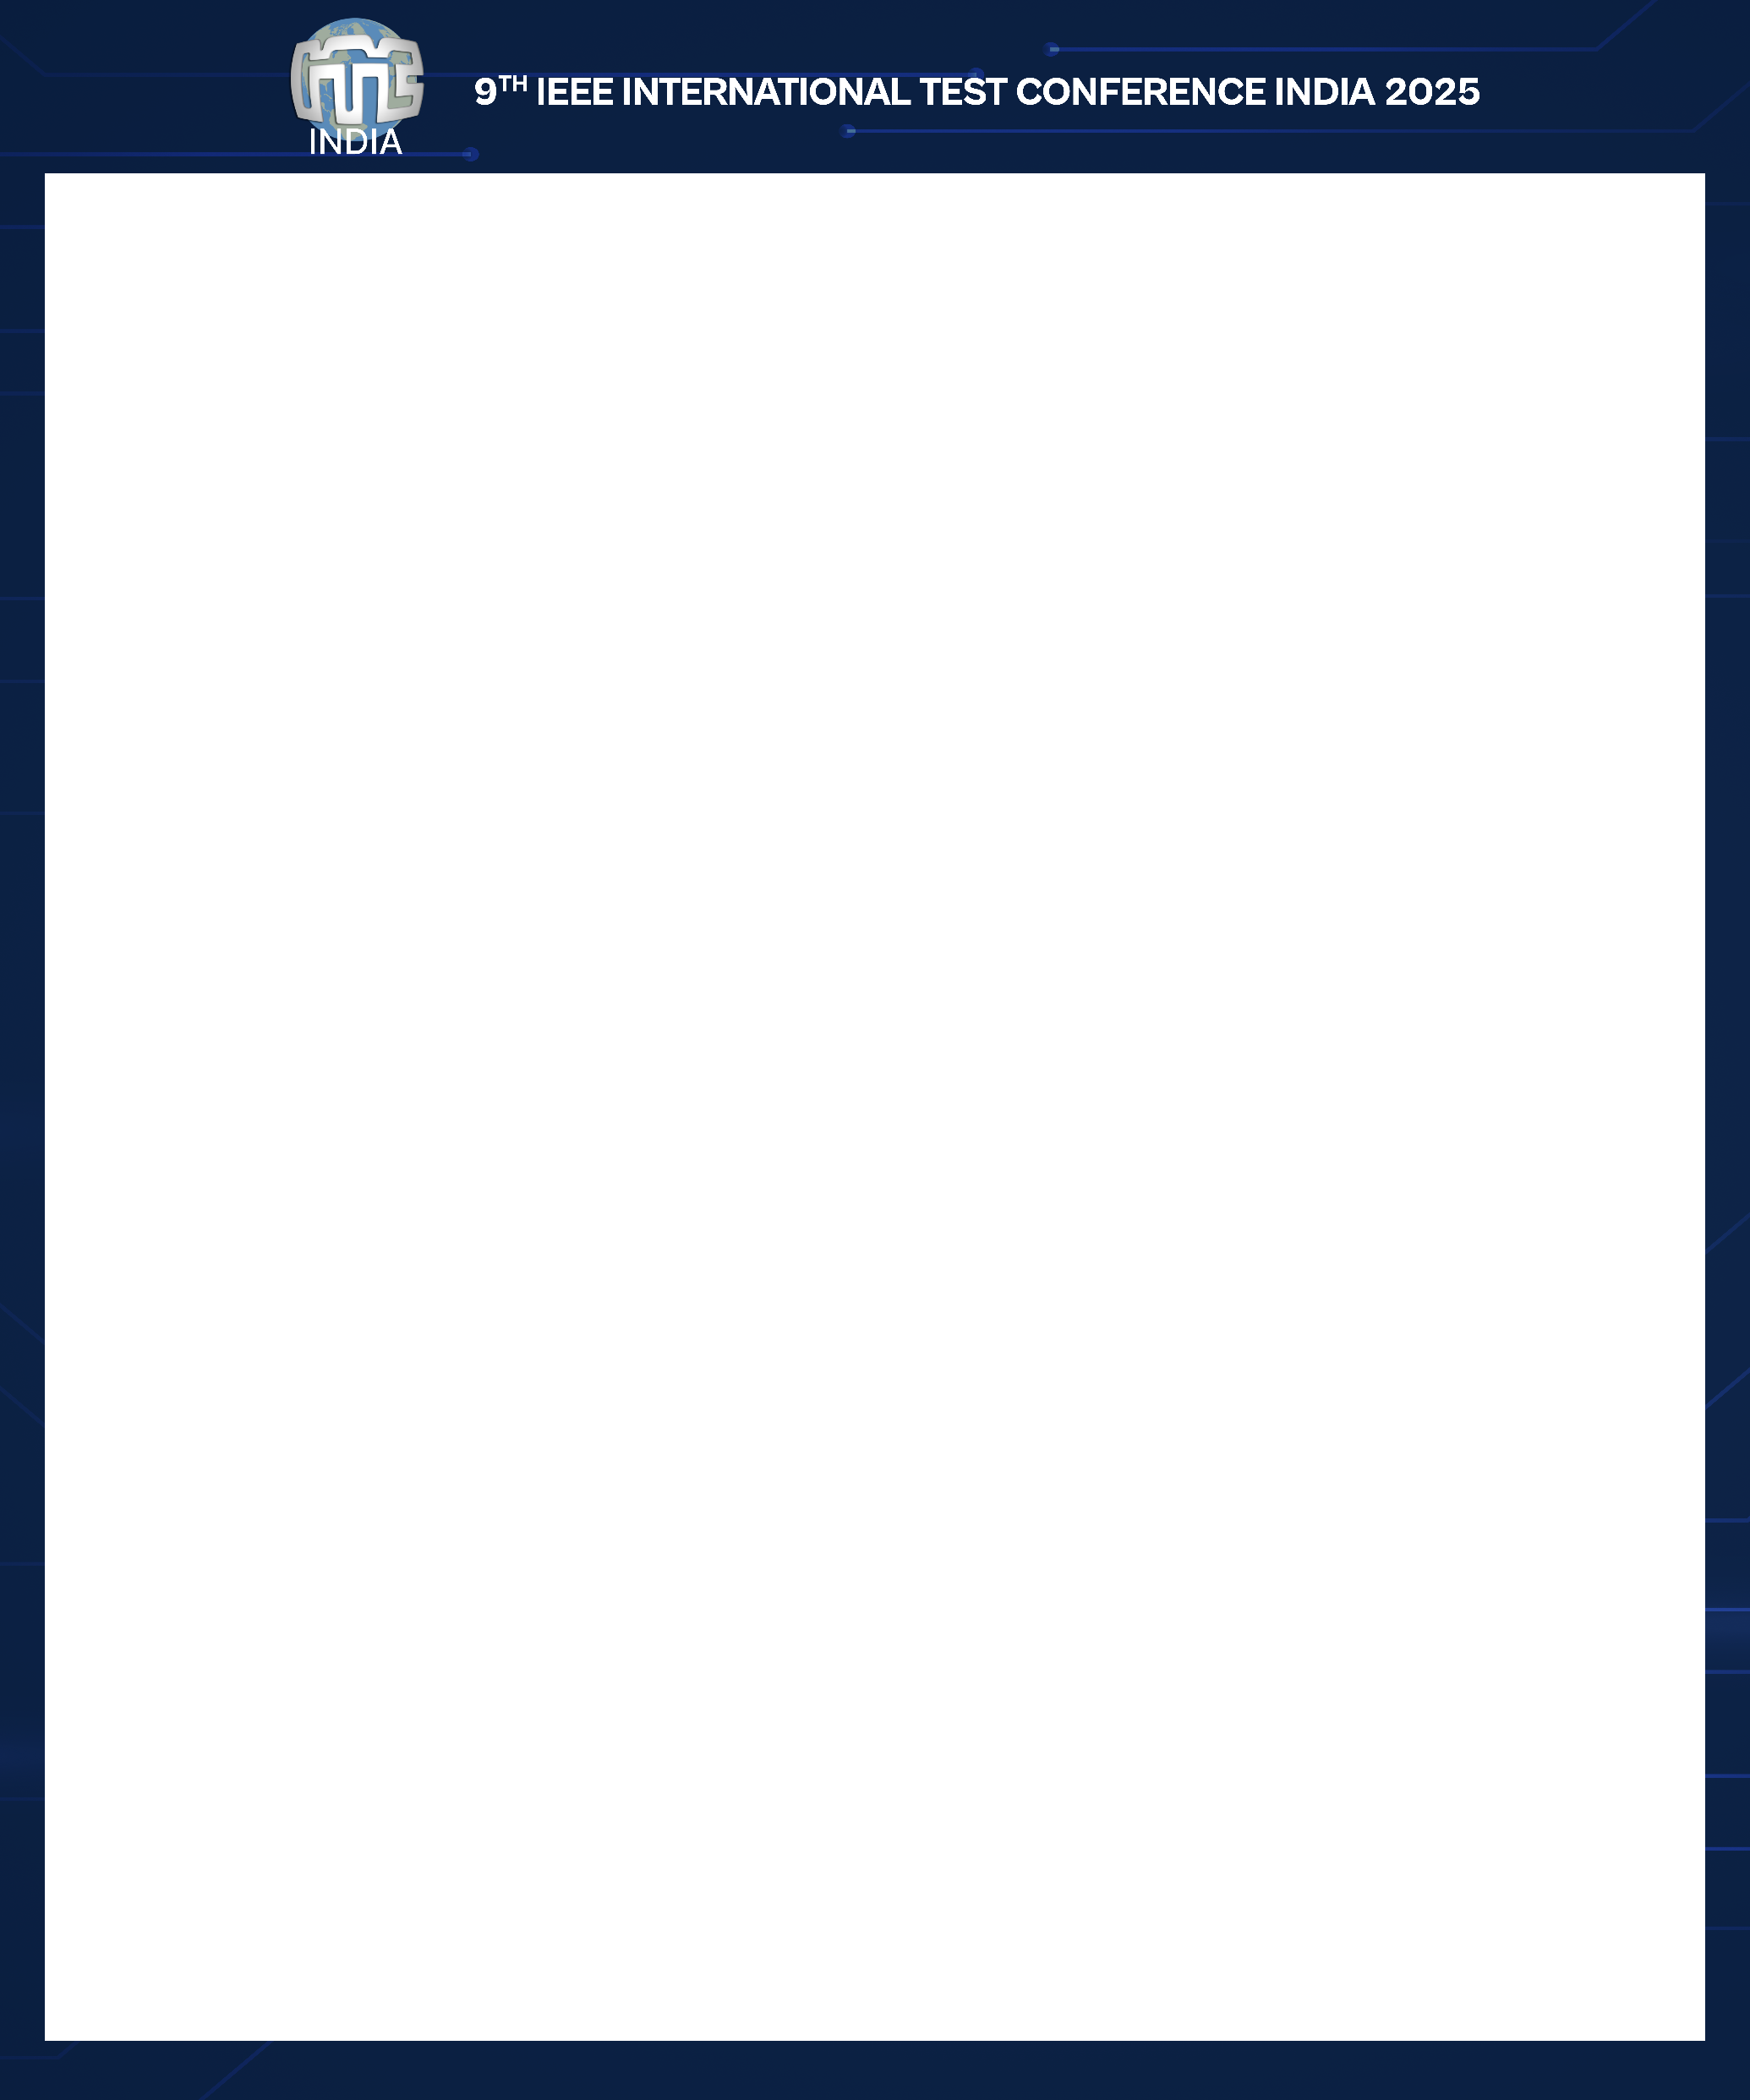 INDIA
9TH IEEE INTERNATIONAL TEST CONFERENCE INDIA 2025